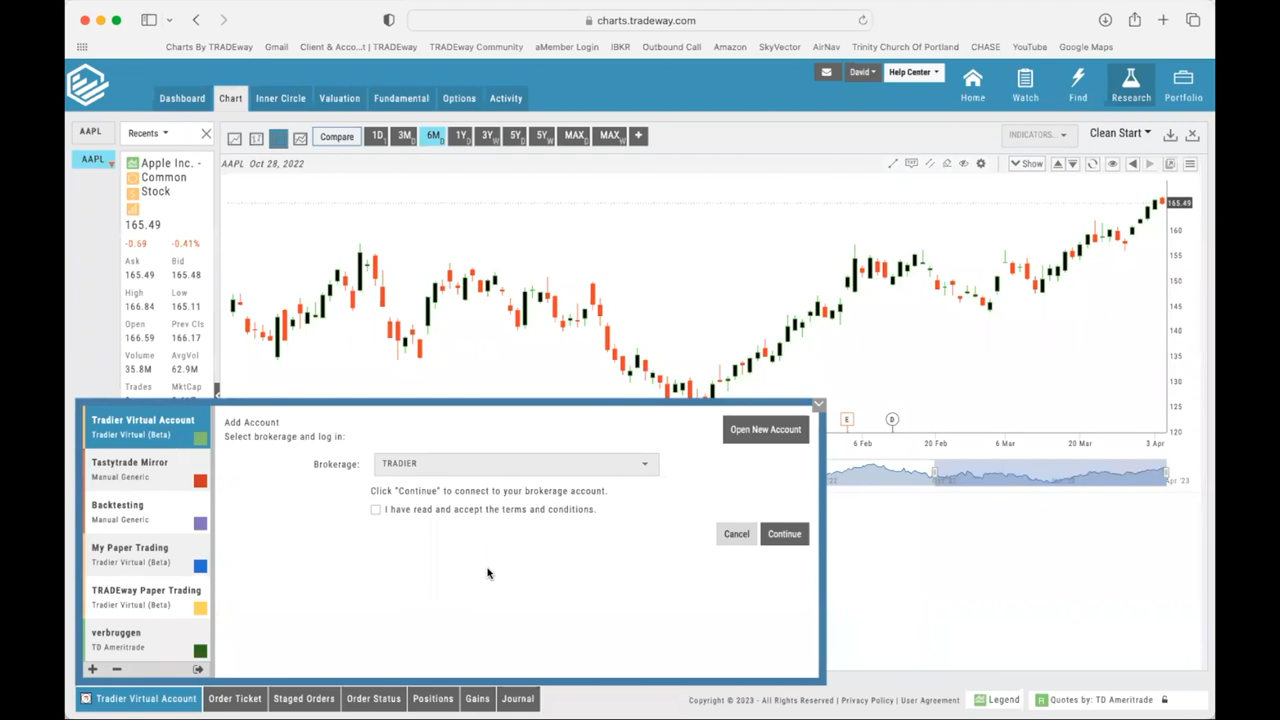 charts.tradeway.com
Charts By TRADEway Gmail Client & Acco...t | TRADEway TRADEway Community aMember Login IBKR Outbound Call Amazon SkyVector AirNav Trinity Church Of Portland CHASE YouTube Google Maps
David Help Center
Dashboard Chart Inner Circle Valuation Fundamental Options Activity
Home Watch Find Research Portfolio
AAPL Recents
Compare 1D 3M D 6M D 1Y D 3Y W 5Y D 5Y W MAX D MAX W +
INDICATORS.. Clean Start
AAPL
AAPL Oct 28, 2022
Show
Apple Inc. -
Common
Stock
165.49
-0.69 -0.41%
Ask Bid
165.49 165.48
High Low
166.84 165.11
Open Prev Cls
166.59 166.17
Volume AvgVol
35.8M 62.9M
Trades MktCap
165.49
160
155
150
145
140
135
130
125
120
E D
6 Feb 20 Feb 6 Mar 20 Mar 3 Apr
Tradier Virtual Account
Tradier Virtual (Beta)
Tastytrade Mirror
Manual Generic
Backtesting
Manual Generic
My Paper Trading
Tradier Virtual (Beta)
TRADEway Paper Trading
Tradier Virtual (Beta)
verbruggen
TD Ameritrade
Add Account
Select brokerage and log in:
Open New Account
Brokerage: TRADIER
Click "Continue" to connect to your brokerage account.
I have read and accept the terms and conditions.
Cancel Continue
Tradier Virtual Account Order Ticket Staged Orders Order Status Positions Gains Journal
Copyright © 2023 - All Rights Reserved | Privacy Policy | User Agreement Legend R Quotes by: TD Ameritrade